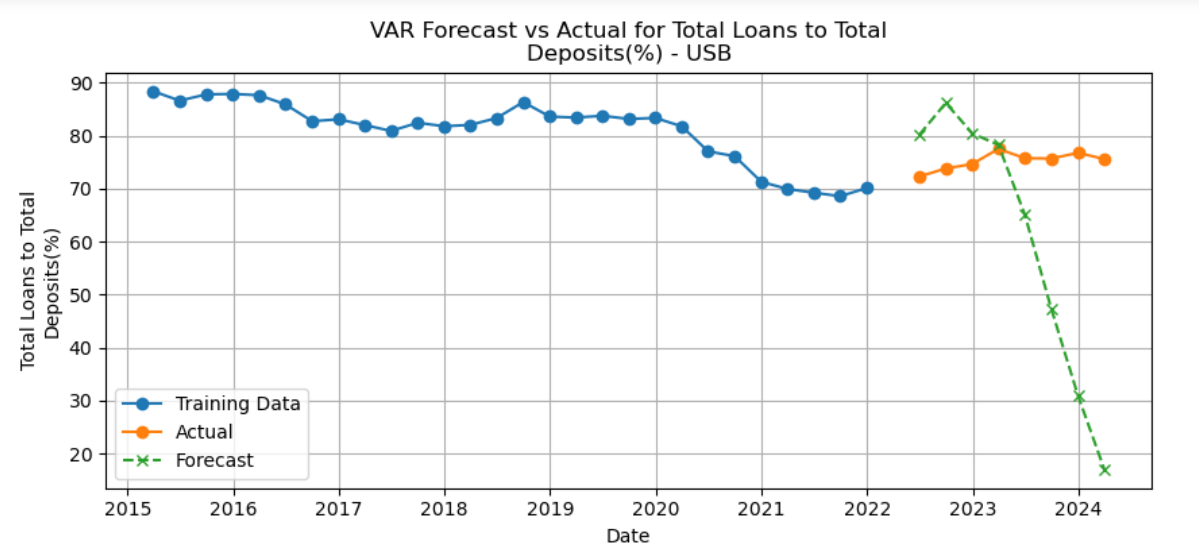 VAR Forecast vs Actual for Total Loans to Total
Deposits(%) - USB
Total Loans to Total
Deposits(%)
90
80
70
60
50
40
30
20
Training Data
Actual
Forecast
2015 2016 2017 2018 2019 2020 2021 2022 2023 2024
Date